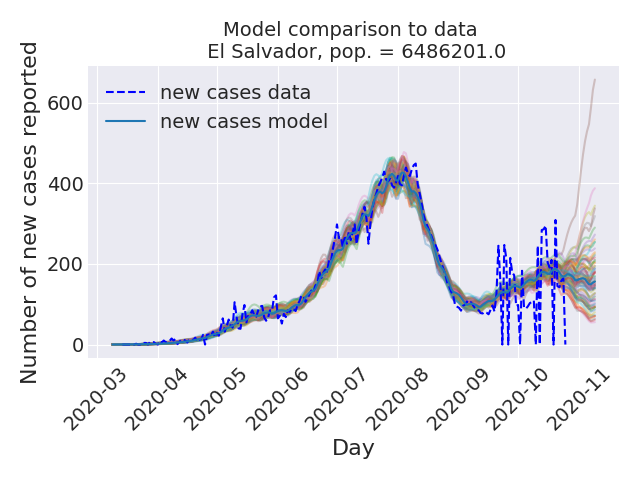 Model comparison to data
El Salvador, pop. = 6486201.0
Number of new cases reported
600
400
200
0
new cases data
new cases model
2020-03
2020-04
2020-05
2020-06
2020-07
2020-08
2020-09
2020-10
2020-11
Day